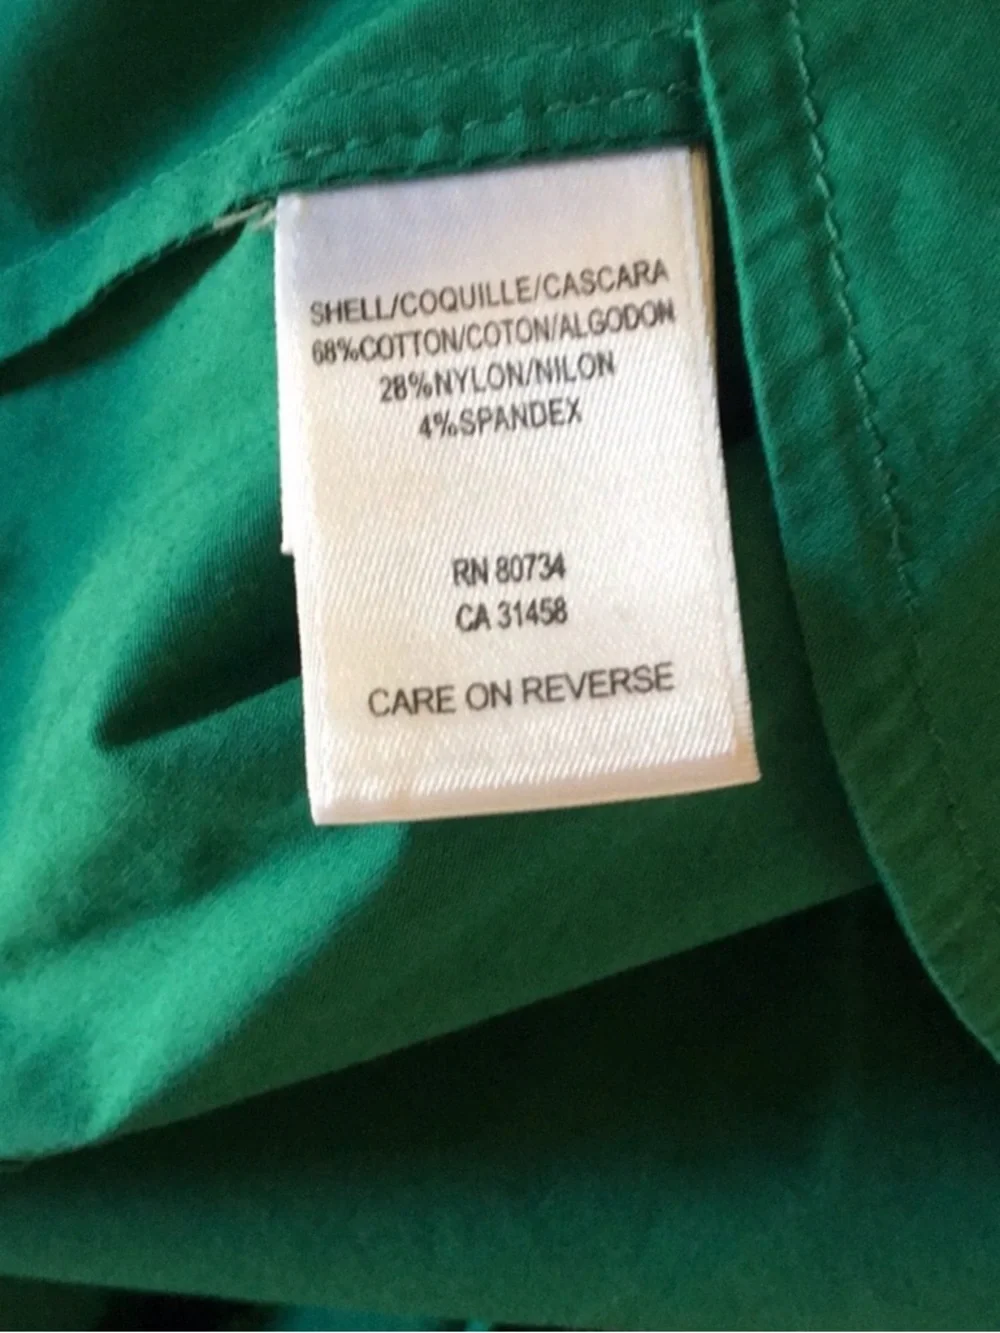 SHELL/COQUILLE/CASCARA
68%COTTON/COTON/ALGODON
28%NYLON/NILON
4%SPANDEX
RN 80734
CA 31458
CARE ON REVERSE